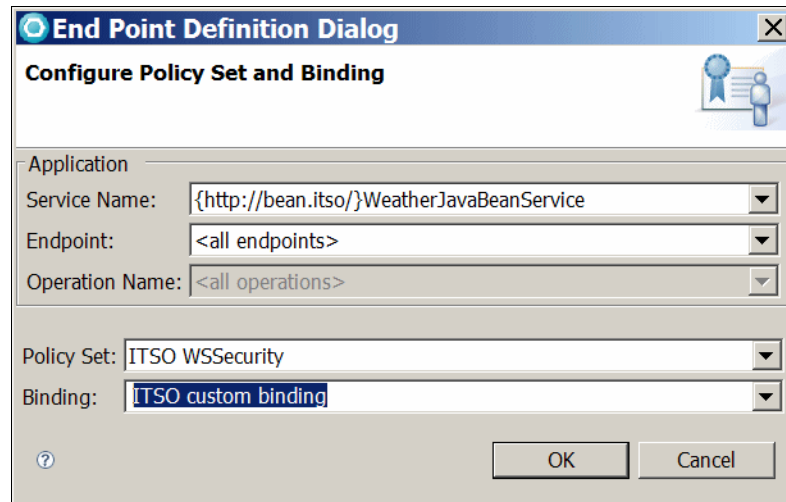 End Point Definition Dialog
Configure Policy Set and Binding
Application
Service Name: {http://bean.itso/}WeatherJavaBeanService
Endpoint: <all endpoints>
Operation Name: <all operations>
Policy Set: ITSO WSSecurity
Binding: ITSO custom binding
? OK Cancel